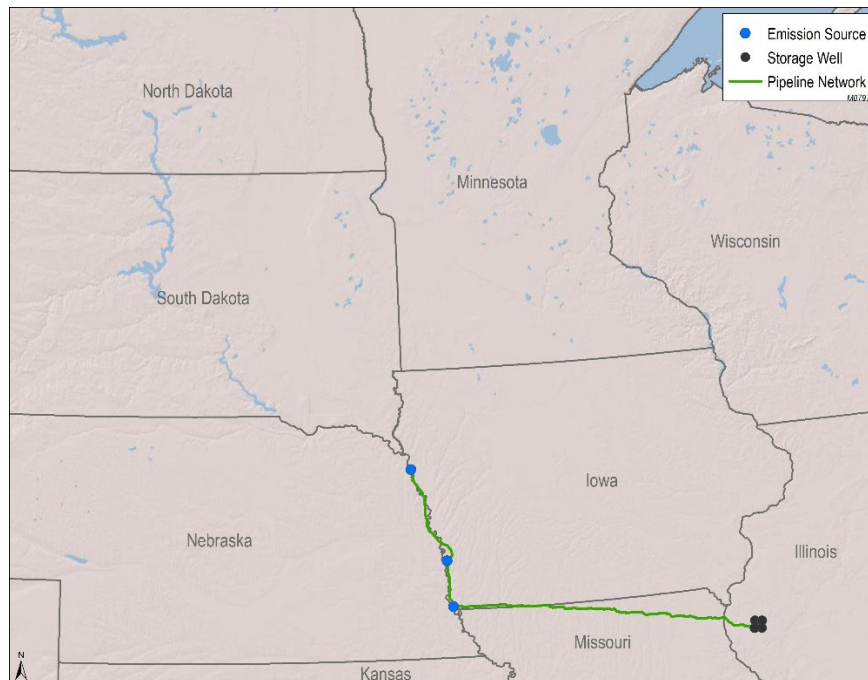 Emission Source
Storage Well
Pipeline Network
North Dakota
Minnesota
Wisconsin
South Dakota
Iowa
Nebraska
Illinois
Missouri
Kansas
N